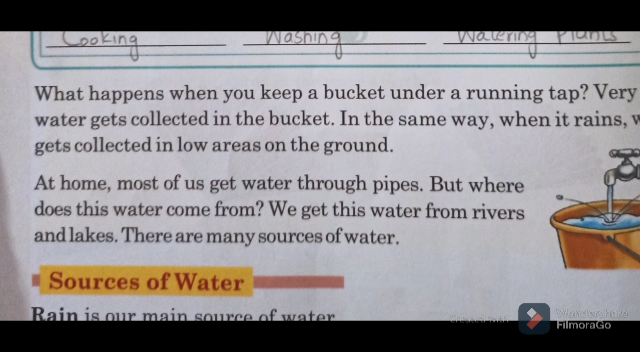 Cooking Washing Watering Plants
What happens when you keep a bucket under a running tap? Very
water gets collected in the bucket. In the same way, when it rains, w
gets collected in low areas on the ground.
At home, most of us get water through pipes. But where
does this water come from? We get this water from rivers
and lakes. There are many sources of water.
Sources of Water
Rain is our main source of water
Created with
Wondershare
FilmoraGo